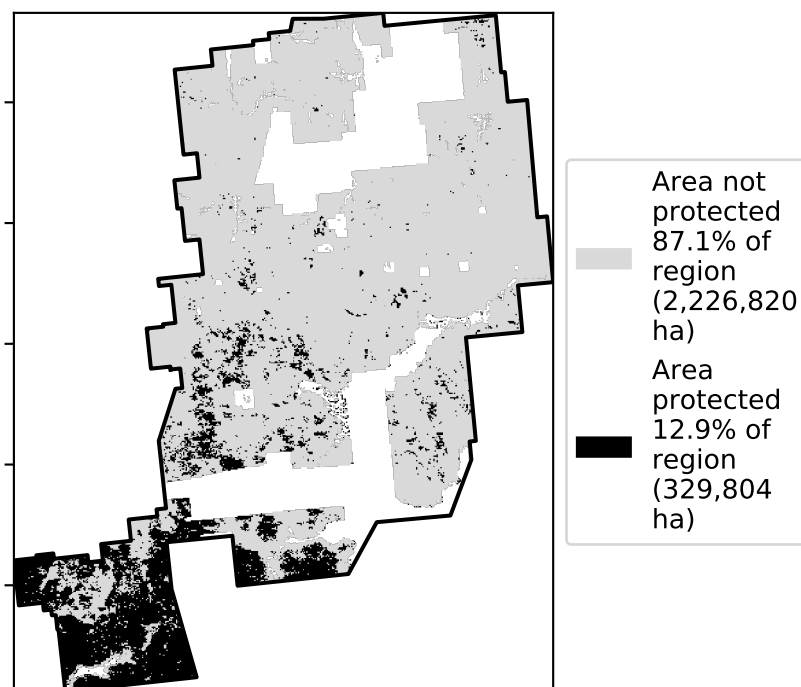 Area not
protected
87.1% of
region
(2,226,820
ha)
Area
protected
12.9% of
region
(329,804
ha)